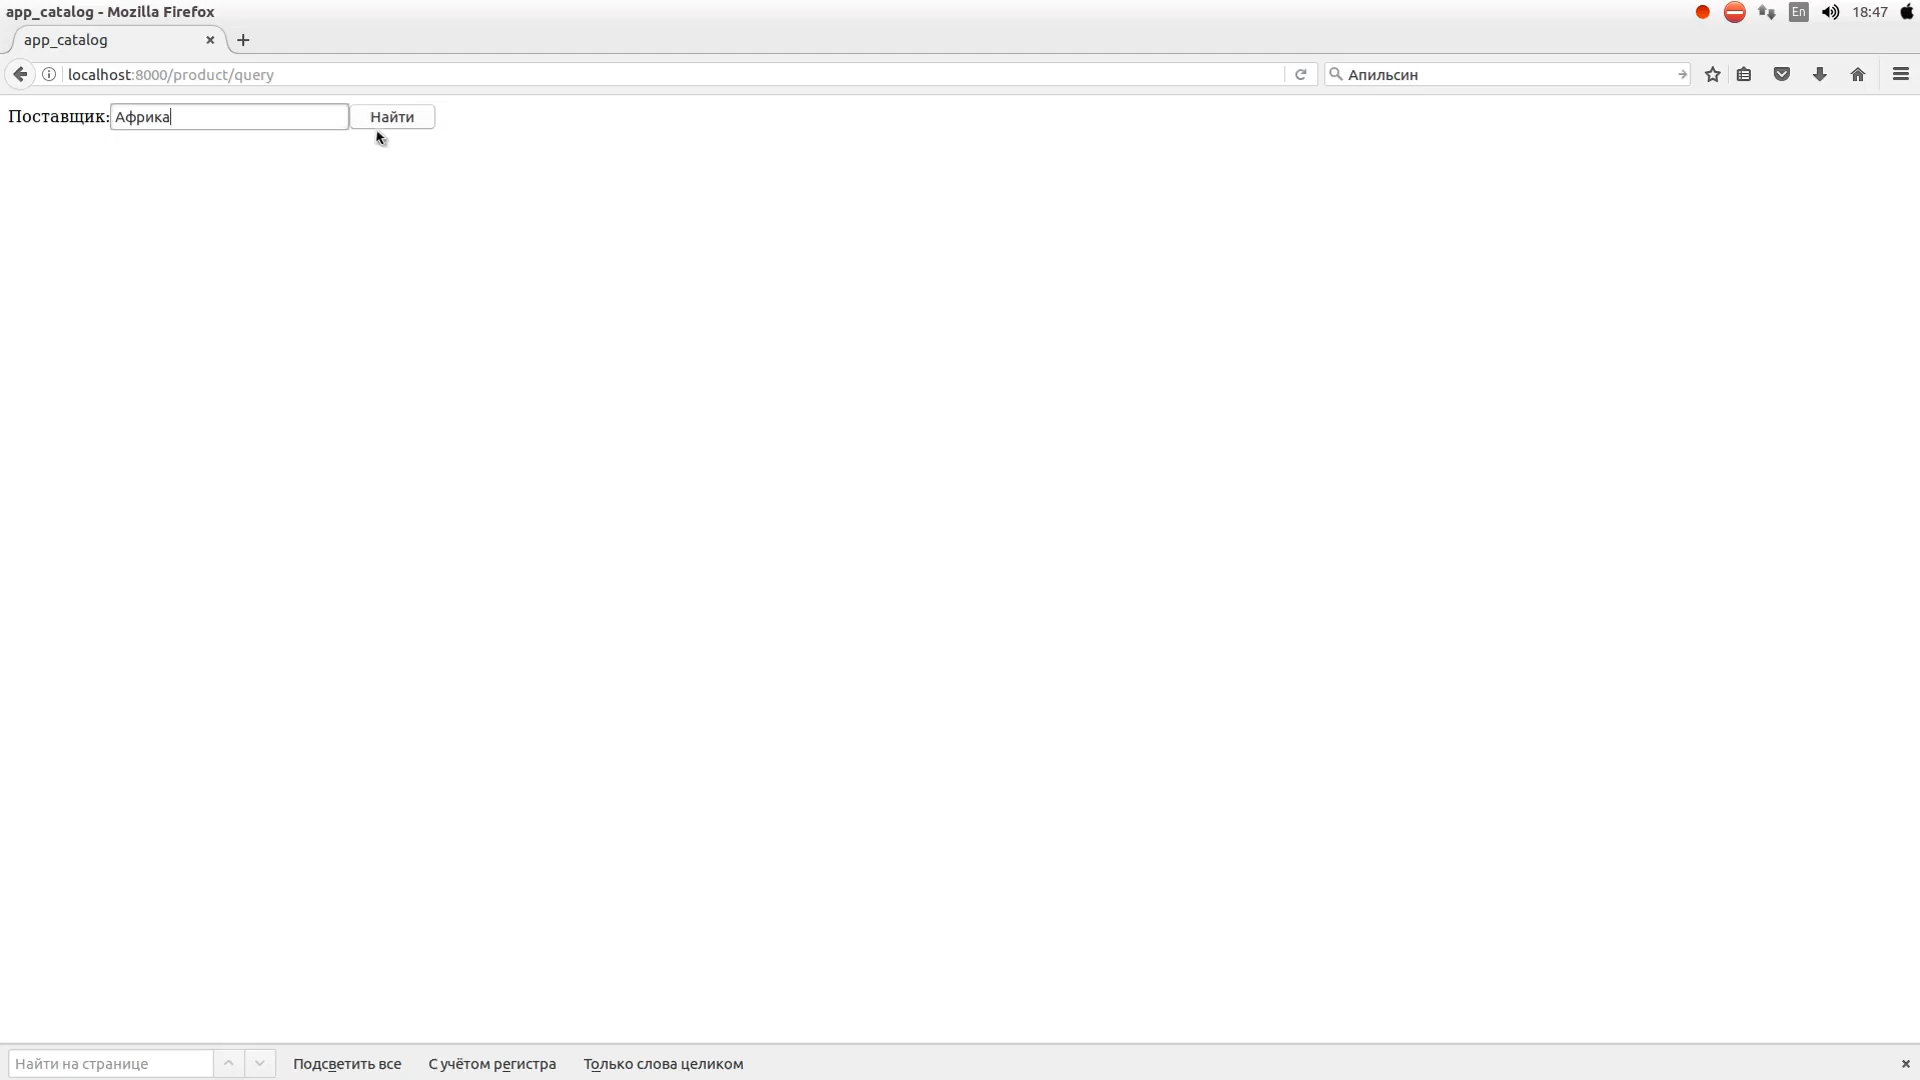 app_catalog - Mozilla Firefox
En
18:47
app_catalog
localhost:8000/product/query
Апильсин
Поставщик:
Африка
Найти
Найти на странице
Подсветить все
С учётом регистра
Только слова целиком